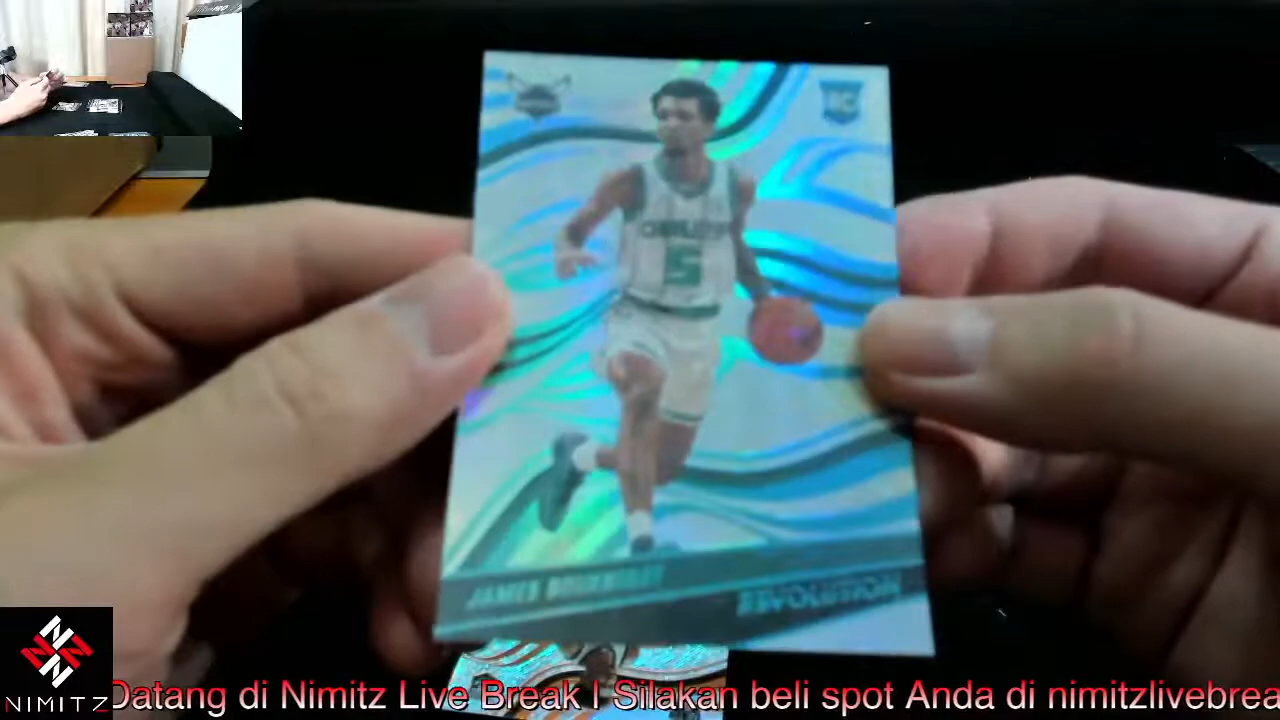 RC
CHARLOTTE
5
JAMES BOUKNIGHT
REVOLUTION
NIMITZ
Datang di Nimitz Live Break | Silakan beli spot Anda di nimitzlivebrea